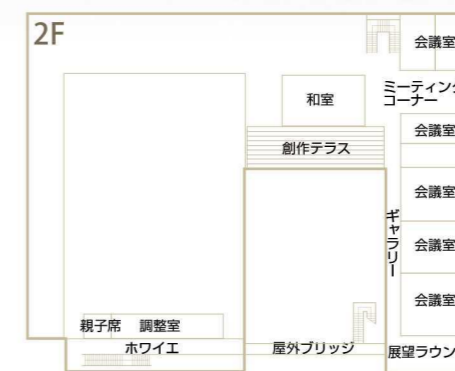 2F
会議室
ミーティング
コーナー
和室
会議室
創作テラス
会議室
ギャラリー
会議室
会議室
親子席 調整室
ホワイエ
屋外ブリッジ
展望ラウン